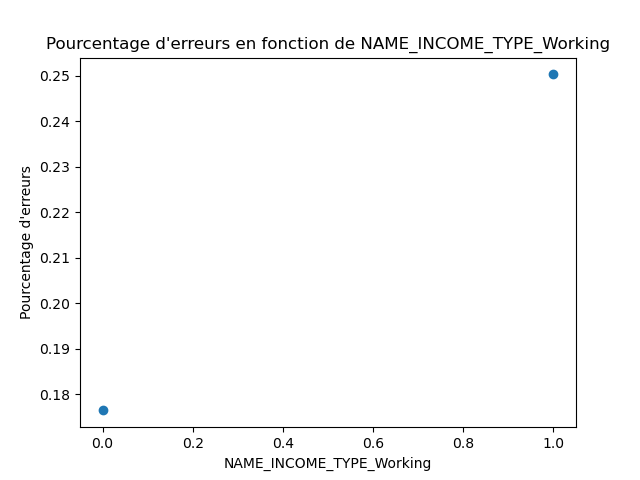 Pourcentage d'erreurs en fonction de NAME_INCOME_TYPE_Working
0.25
0.24
0.23
0.22
0.21
0.20
0.19
0.18
Pourcentage d'erreurs
0.0 0.2 0.4 0.6 0.8 1.0
NAME_INCOME_TYPE_Working